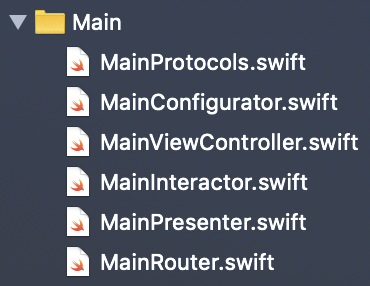 Main
MainProtocols.swift
MainConfigurator.swift
MainViewController.swift
MainInteractor.swift
MainPresenter.swift
MainRouter.swift